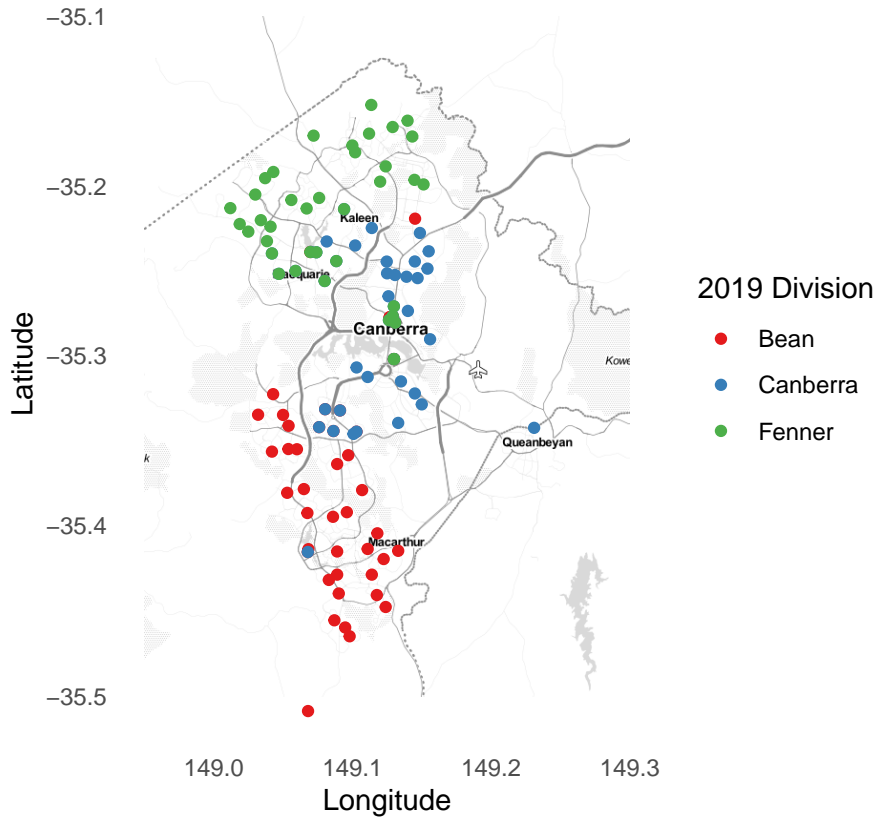 −35.1
−35.2
−35.3
−35.4
−35.5
Latitude
149.0
149.1
149.2
149.3
Longitude
Kaleen
Canberra
Kowe
Queanbeyan
k
Macarthur
2019 Division
Bean
Canberra
Fenner